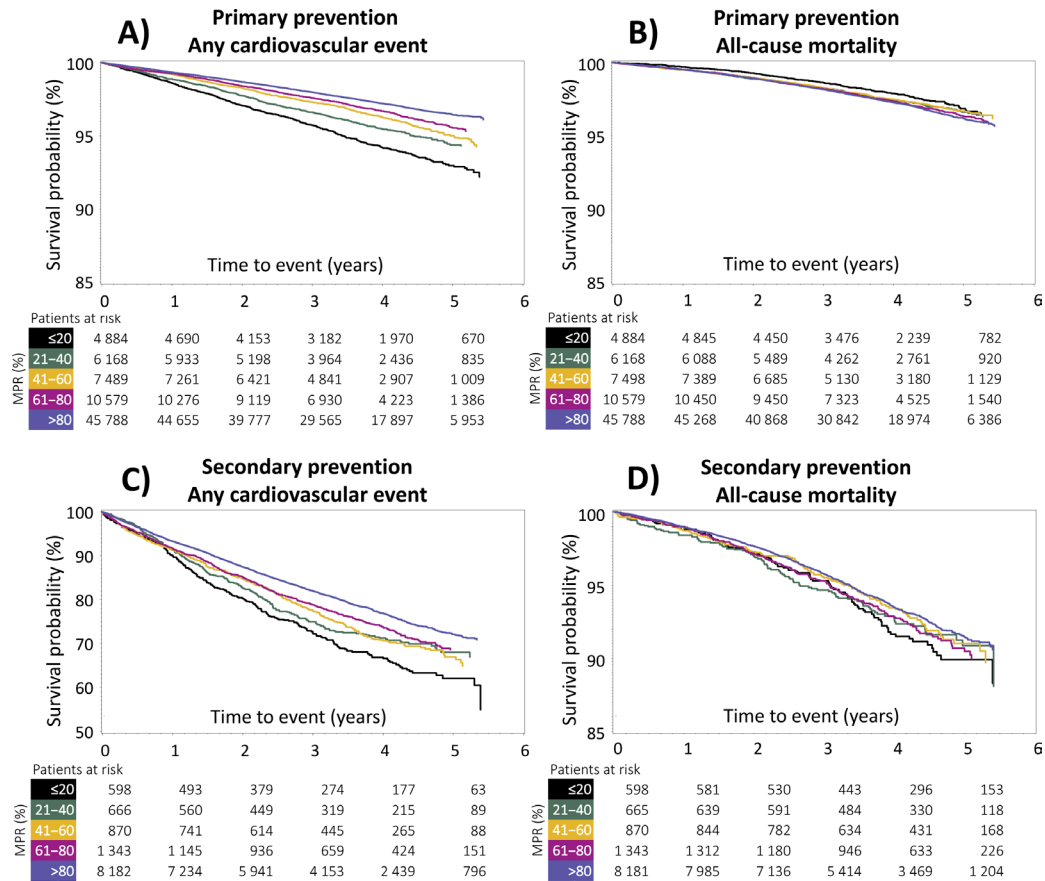 A)
Primary prevention
Any cardiovascular event
Survival probability (%)
100
95
90
85
Time to event (years)
0 1 2 3 4 5 6
Patients at risk
MPR (%)
≤20 4 884 4 690 4 153 3 182 1 970 670
21–40 6 168 5 933 5 198 3 964 2 436 835
41–60 7 489 7 261 6 421 4 841 2 907 1 009
61–80 10 579 10 276 9 119 6 930 4 223 1 386
>80 45 788 44 655 39 777 29 565 17 897 5 953
B)
Primary prevention
All-cause mortality
Survival probability (%)
100
95
90
85
Time to event (years)
0 1 2 3 4 5 6
Patients at risk
MPR (%)
≤20 4 884 4 845 4 450 3 476 2 239 782
21–40 6 168 6 088 5 489 4 262 2 761 920
41–60 7 498 7 389 6 685 5 130 3 180 1 129
61–80 10 579 10 450 9 450 7 323 4 525 1 540
>80 45 788 45 268 40 868 30 842 18 974 6 386
C)
Secondary prevention
Any cardiovascular event
Survival probability (%)
100
90
80
70
60
50
Time to event (years)
0 1 2 3 4 5 6
Patients at risk
MPR (%)
≤20 598 493 379 274 177 63
21–40 666 560 449 319 215 89
41–60 870 741 614 445 265 88
61–80 1 343 1 145 936 659 424 151
>80 8 182 7 234 5 941 4 153 2 439 796
D)
Secondary prevention
All-cause mortality
Survival probability (%)
100
95
90
85
Time to event (years)
0 1 2 3 4 5 6
Patients at risk
MPR (%)
≤20 598 581 530 443 296 153
21–40 665 639 591 484 330 118
41–60 870 844 782 634 431 168
61–80 1 343 1 312 1 180 946 633 226
>80 8 181 7 985 7 136 5 414 3 469 1 204